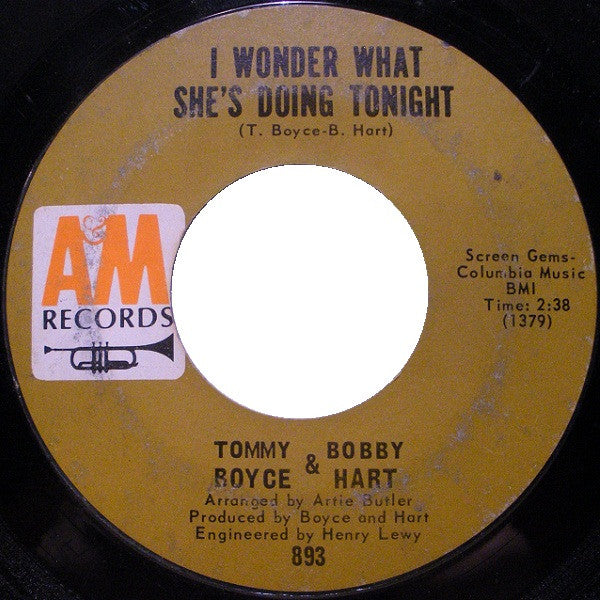 I WONDER WHAT
SHE'S DOING TONIGHT
(T. Boyce-B. Hart)
A&M
RECORDS
Screen Gems-
Columbia Music
BMI
Time: 2:38
(1379)
TOMMY BOBBY
BOYCE & HART
Arranged by Artie Butler
Produced by Boyce and Hart
Engineered by Henry Lewy
893